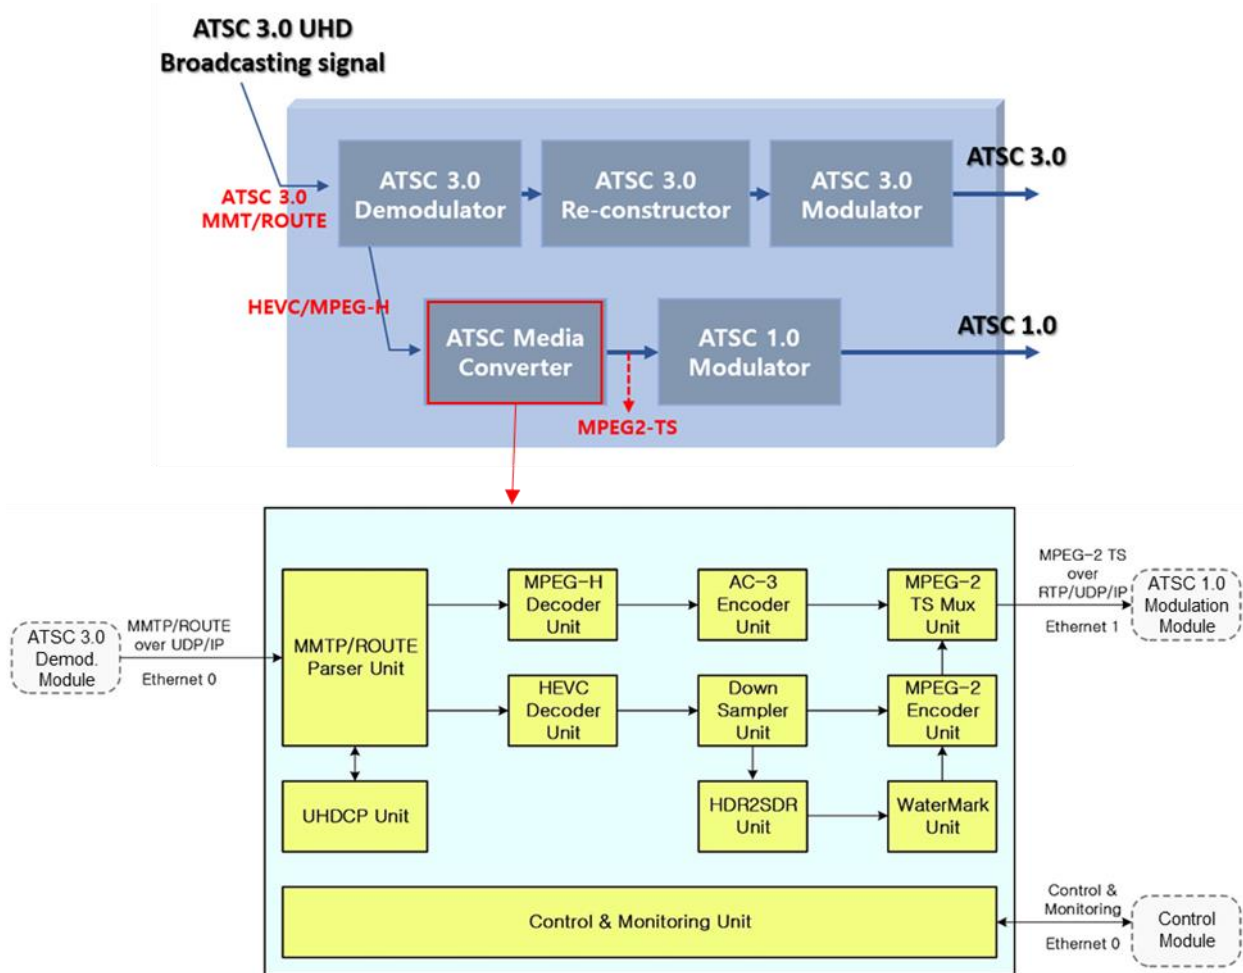 ATSC 3.0 UHD
Broadcasting signal
ATSC 3.0
MMT/ROUTE
ATSC 3.0
Demodulator
ATSC 3.0
Re-constructor
ATSC 3.0
Modulator
ATSC 3.0
HEVC/MPEG-H
ATSC Media
Converter
MPEG2-TS
ATSC 1.0
Modulator
ATSC 1.0
ATSC 3.0
Demod.
Module
MMTP/ROUTE
over UDP/IP
Ethernet 0
MMTP/ROUTE
Parser Unit
MPEG-H
Decoder
Unit
AC-3
Encoder
Unit
MPEG-2
TS Mux
Unit
MPEG-2 TS
over
RTP/UDP/IP
Ethernet 1
ATSC 1.0
Modulation
Module
HEVC
Decoder
Unit
Down
Sampler
Unit
MPEG-2
Encoder
Unit
UHDCP Unit
HDR2SDR
Unit
WaterMark
Unit
Control & Monitoring Unit
Control &
Monitoring
Ethernet 0
Control
Module